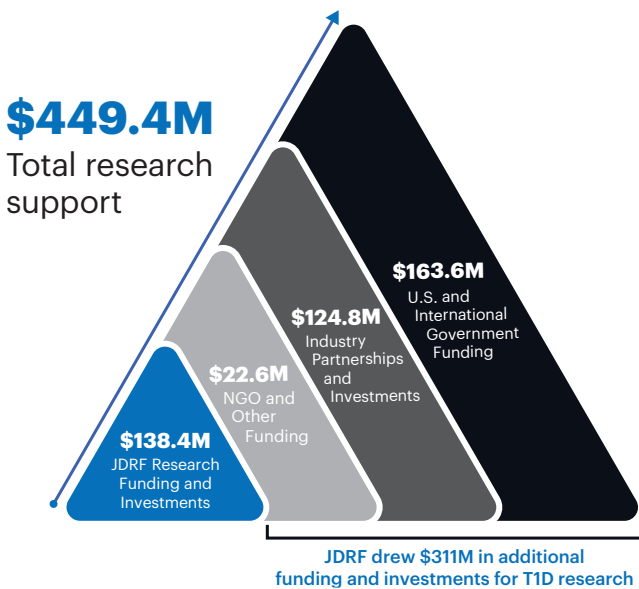 $449.4M
Total research
support
$163.6M
U.S. and
International
Government
Funding
$124.8M
Industry
Partnerships
and
Investments
$22.6M
NGO and
Other
Funding
$138.4M
JDRF Research
Funding and
Investments
JDRF drew $311M in additional
funding and investments for T1D research